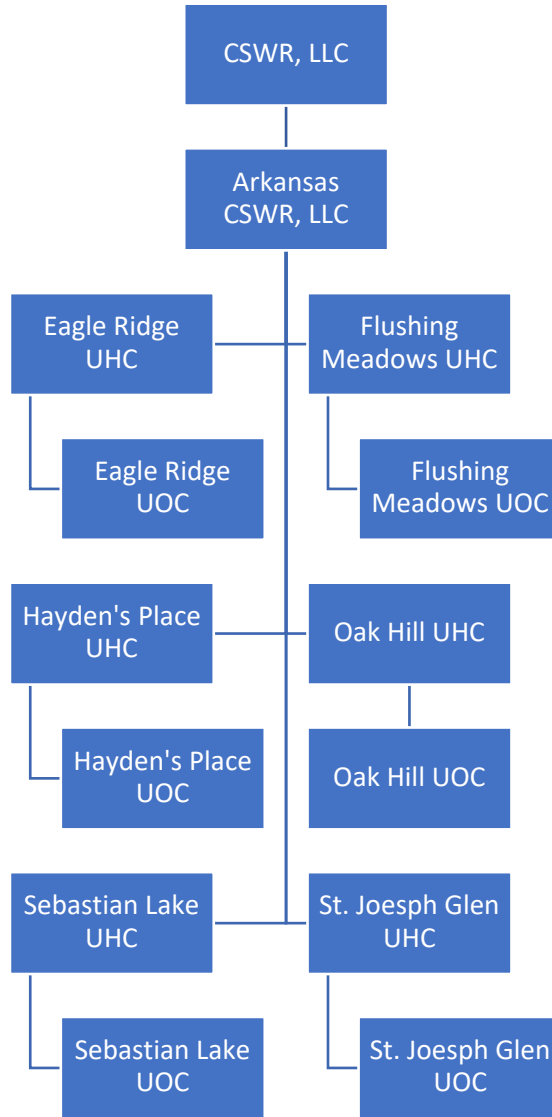 CSWR, LLC
Arkansas
CSWR, LLC
Eagle Ridge
UHC
Flushing
Meadows UHC
Eagle Ridge
UOC
Flushing
Meadows UOC
Hayden's Place
UHC
Oak Hill UHC
Hayden's Place
UOC
Oak Hill UOC
Sebastian Lake
UHC
St. Joesph Glen
UHC
Sebastian Lake
UOC
St. Joesph Glen
UOC